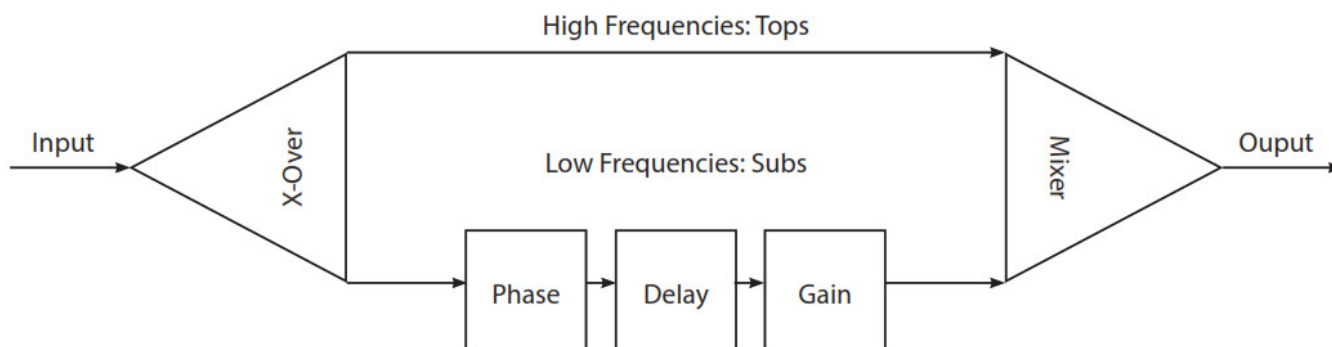 High Frequencies: Tops
Input
X-Over
Low Frequencies: Subs
Mixer
Ouput
Phase
Delay
Gain